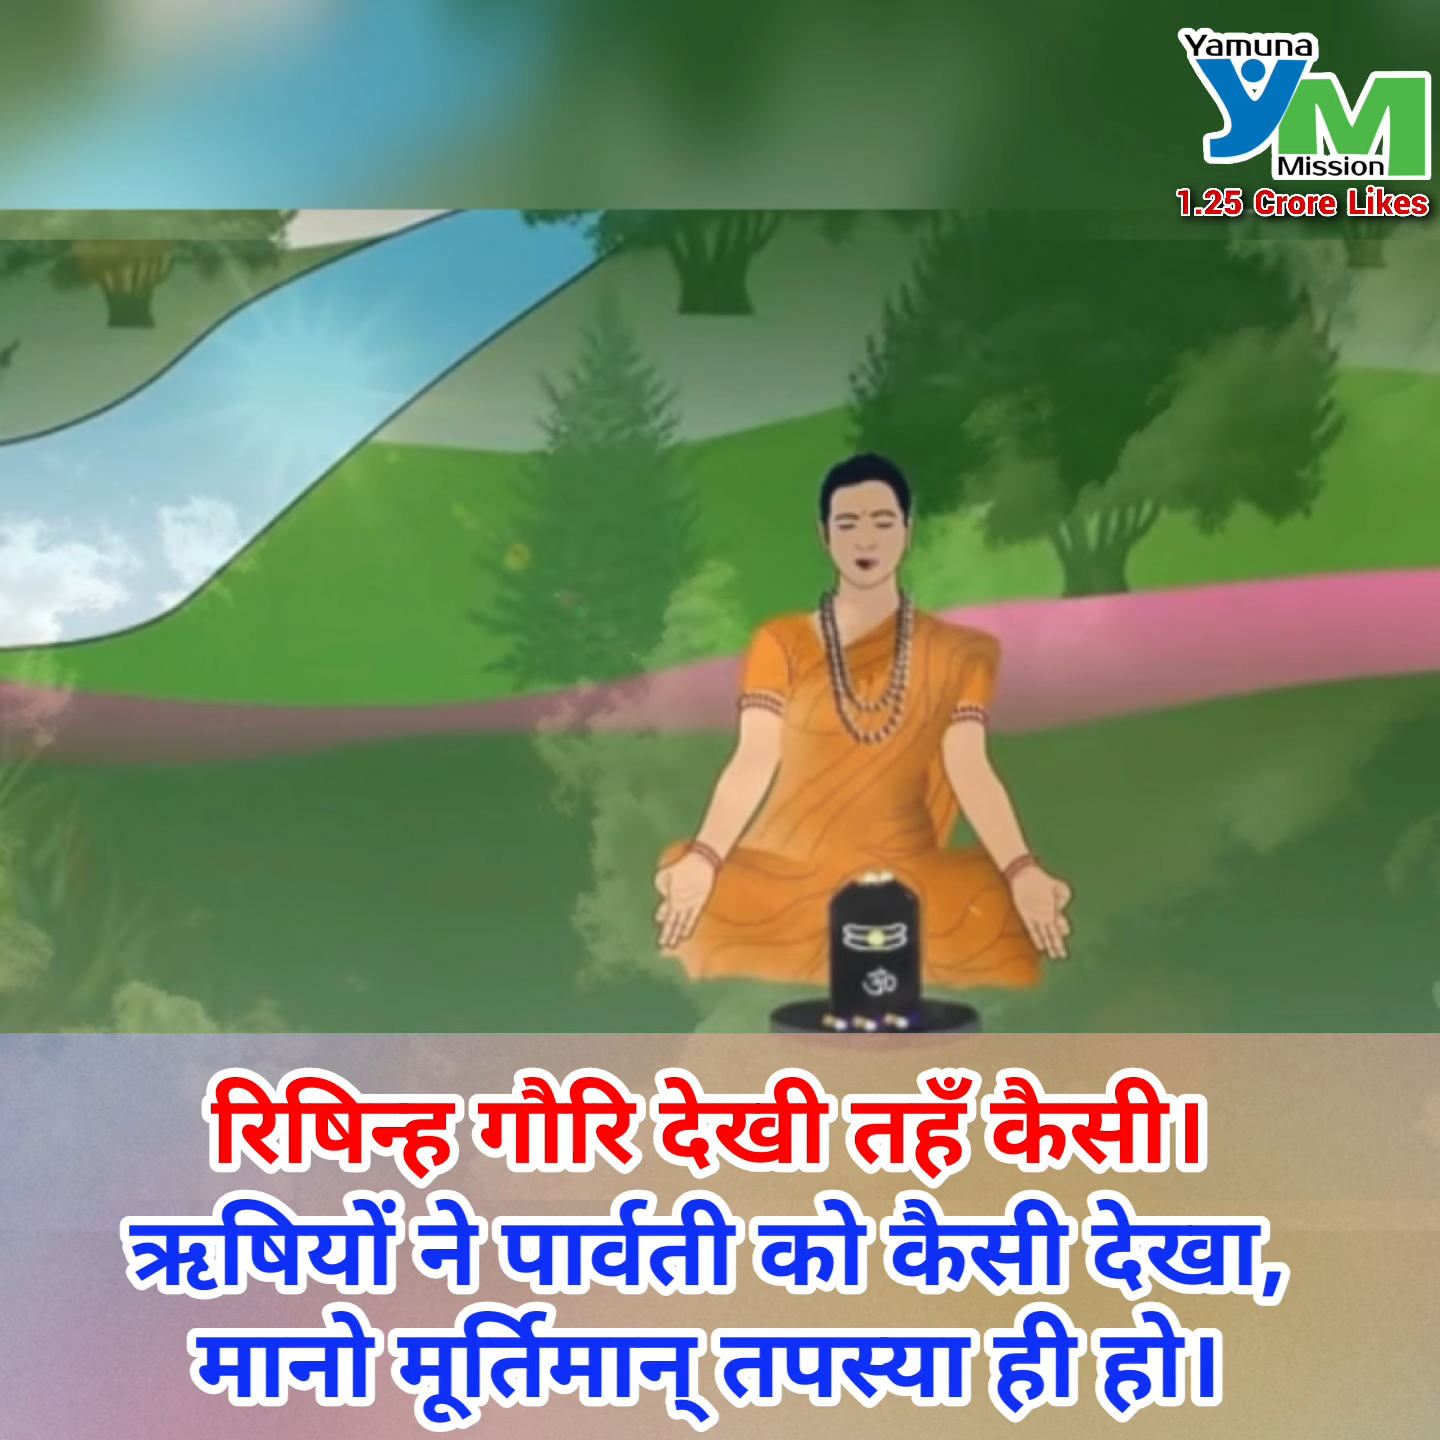 Yamuna
YM
Mission
1.25 Crore Likes
ॐ
रिषिन्ह गौरि देखी तहँ कैसी।
ऋषियों ने पार्वती को कैसी देखा,
मानो मूर्तिमान् तपस्या ही हो।